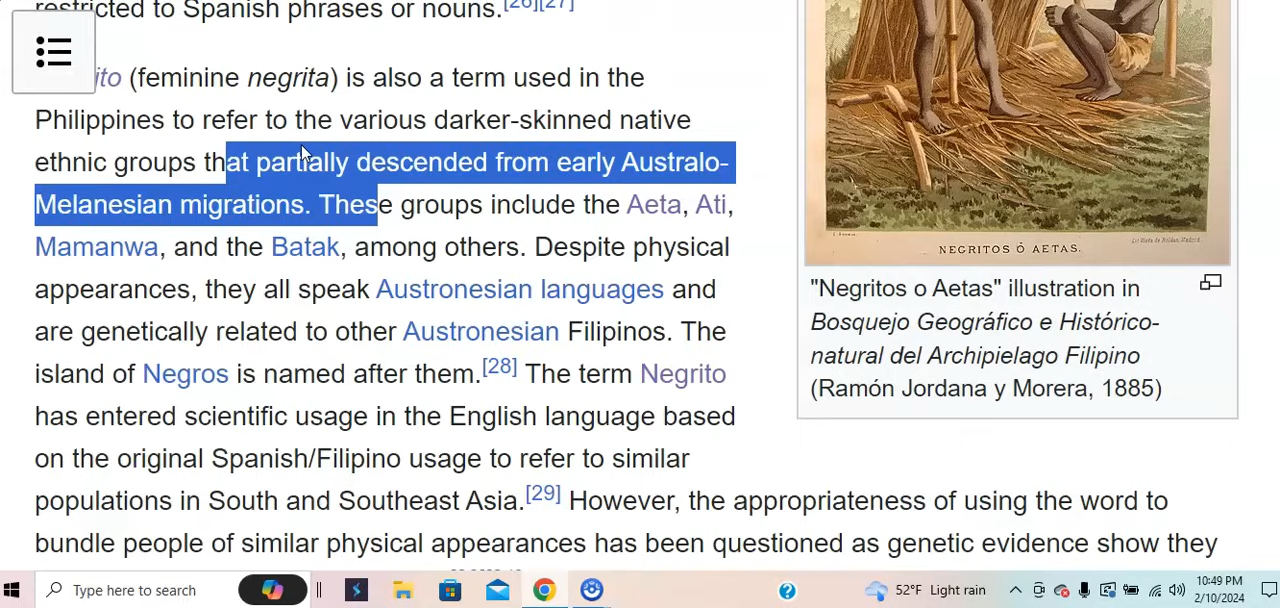 restricted to Spanish phrases or nouns.[26][27]
ito (feminine negrita) is also a term used in the
Philippines to refer to the various darker-skinned native
ethnic groups that partially descended from early Australo-
Melanesian migrations. These groups include the Aeta, Ati,
Mamanwa, and the Batak, among others. Despite physical
appearances, they all speak Austronesian languages and
are genetically related to other Austronesian Filipinos. The
island of Negros is named after them.[28] The term Negrito
has entered scientific usage in the English language based
on the original Spanish/Filipino usage to refer to similar
populations in South and Southeast Asia.[29] However, the appropriateness of using the word to
bundle people of similar physical appearances has been questioned as genetic evidence show they
NEGRITOS Ó AETAS.
"Negritos o Aetas" illustration in
Bosquejo Geográfico e Histórico-
natural del Archipielago Filipino
(Ramón Jordana y Morera, 1885)
Type here to search
52°F Light rain
10:49 PM
2/10/2024